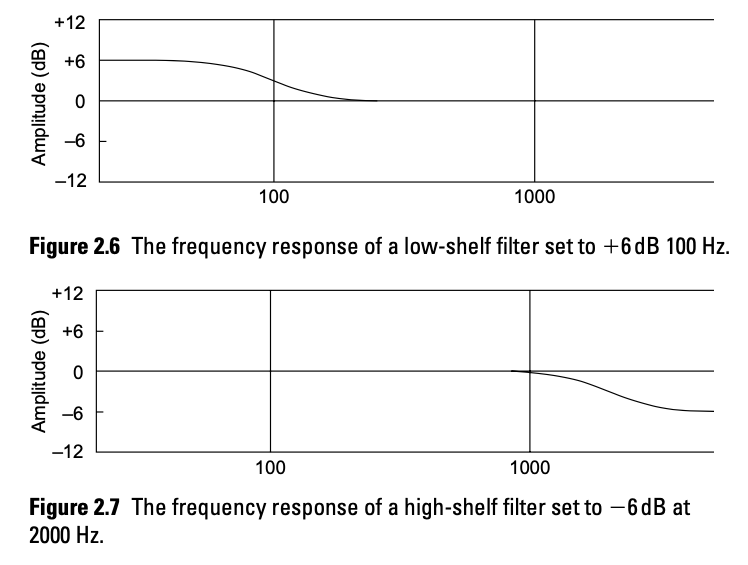 +12
+6
0
–6
–12
Amplitude (dB)
100
1000
Figure 2.6 The frequency response of a low-shelf filter set to +6 dB 100 Hz.
+12
+6
0
–6
–12
Amplitude (dB)
100
1000
Figure 2.7 The frequency response of a high-shelf filter set to −6 dB at
2000 Hz.